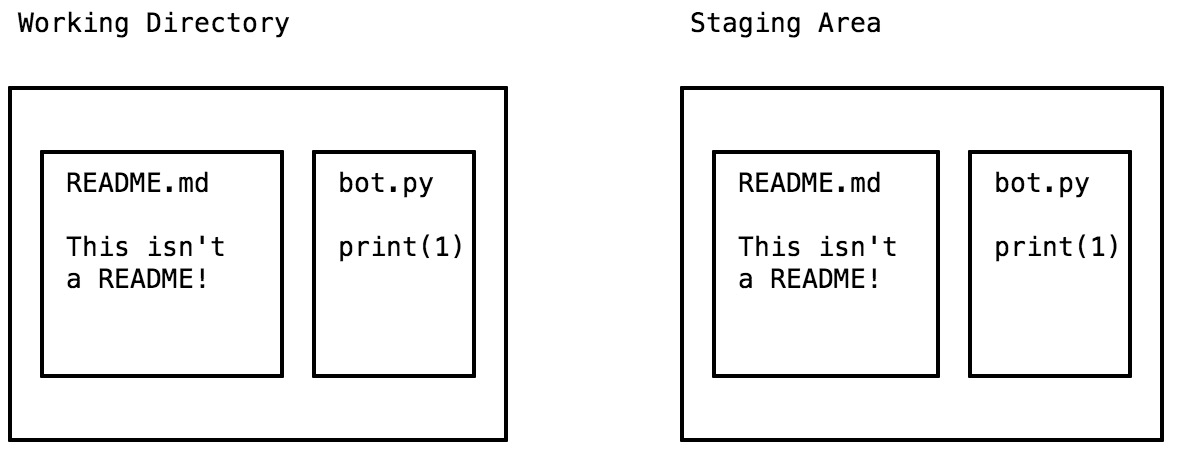 Working Directory
Staging Area
README.md
This isn't
a README!
bot.py
print(1)
README.md
This isn't
a README!
bot.py
print(1)